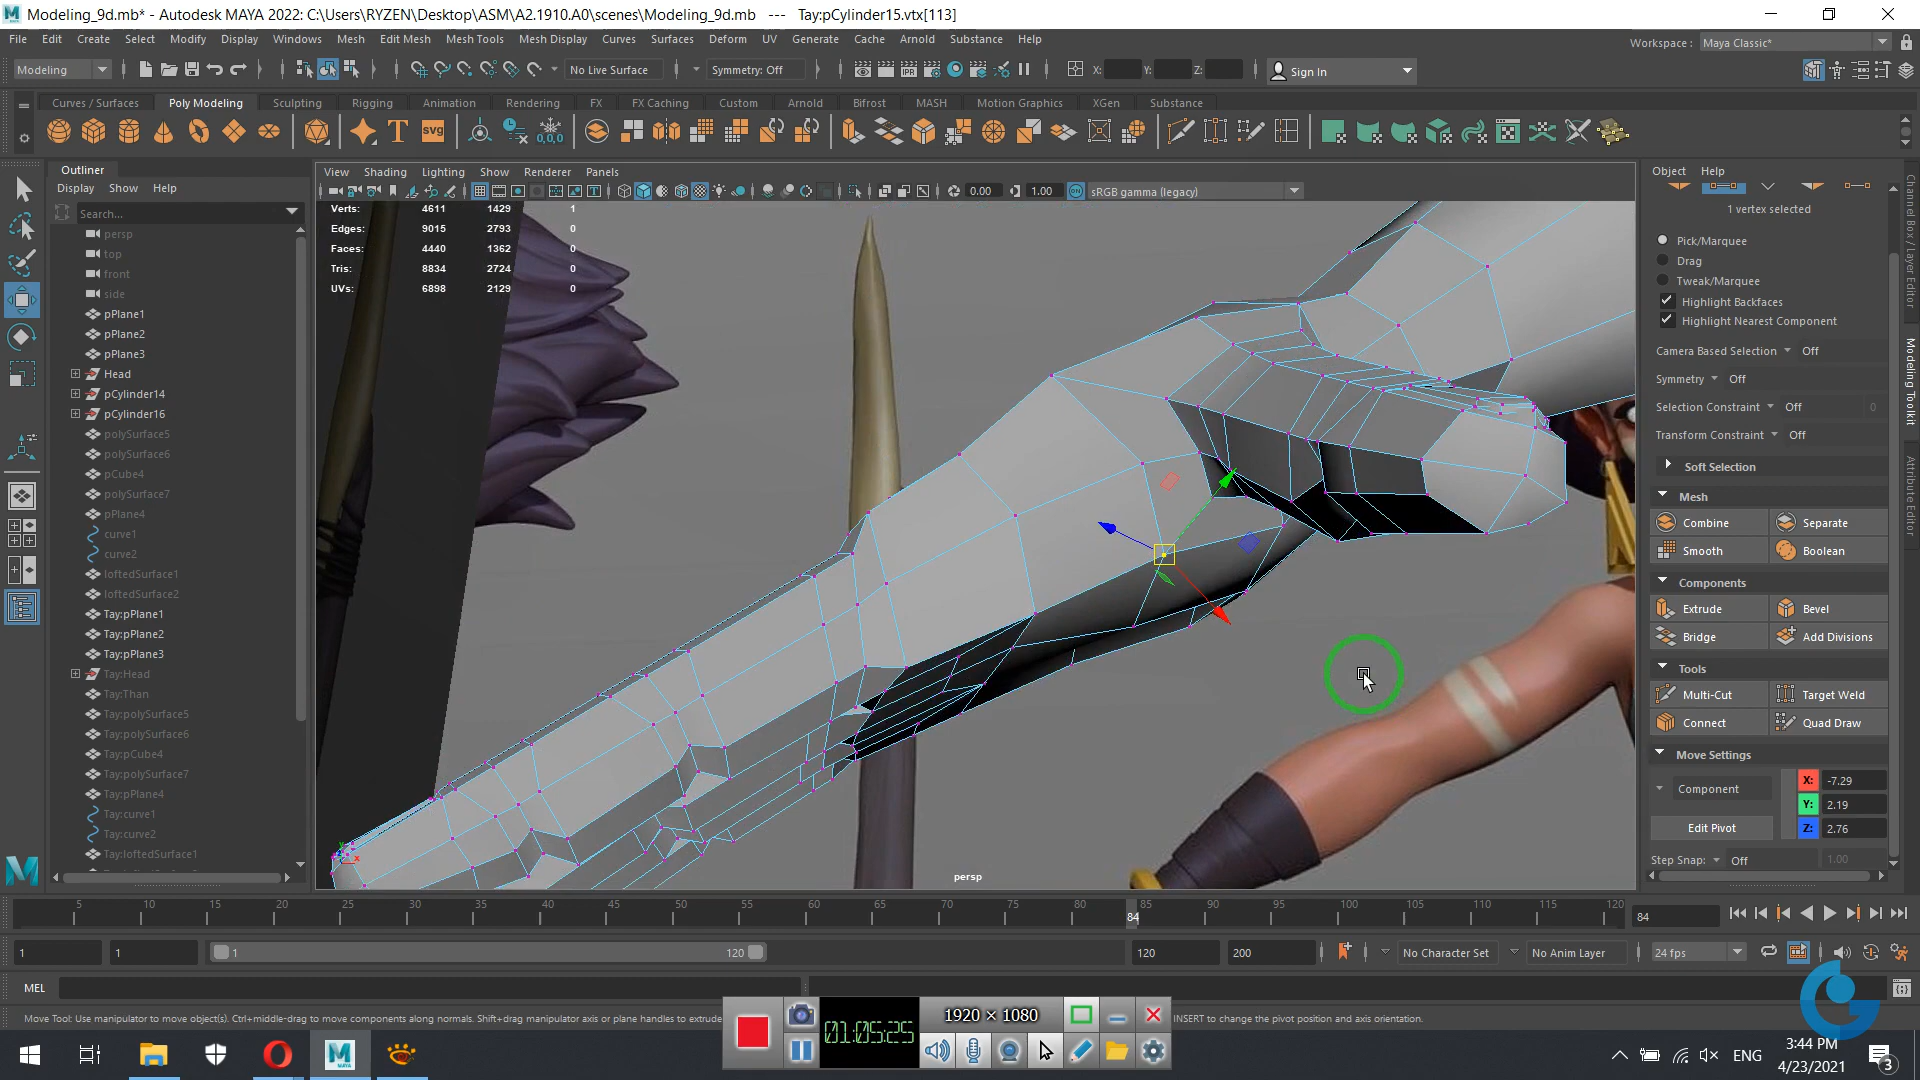 Modeling_9d.mb* - Autodesk MAYA 2022: C:\Users\RYZEN\Desktop\ASM\A2.1910.A0\scenes\Modeling_9d.mb   ---   Tay:pCylinder15.vtx[113]
File Edit Create Select Modify Display Windows Mesh Edit Mesh Mesh Tools Mesh Display Curves Surfaces Deform UV Generate Cache Arnold Substance Help
Workspace : Maya Classic*
Modeling No Live Surface Symmetry: Off X: Y: Z: Sign In
Curves / Surfaces Poly Modeling Sculpting Rigging Animation Rendering FX FX Caching Custom Arnold Bifrost MASH Motion Graphics XGen Substance
svg 0,0,0
Outliner
Display Show Help
Search...
persp
top
front
side
pPlane1
pPlane2
pPlane3
Head
pCylinder14
pCylinder16
polySurface5
polySurface6
pCube4
polySurface7
pPlane4
curve1
curve2
loftedSurface1
loftedSurface2
Tay:pPlane1
Tay:pPlane2
Tay:pPlane3
Tay:Head
Tay:Than
Tay:polySurface5
Tay:polySurface6
Tay:pCube4
Tay:polySurface7
Tay:pPlane4
Tay:curve1
Tay:curve2
Tay:loftedSurface1
View Shading Lighting Show Renderer Panels
0.00 1.00 ON sRGB gamma (legacy)
Verts: 4611 1429 1
Edges: 9015 2793 0
Faces: 4440 1362 0
Tris: 8834 2724 0
UVs: 6898 2129 0
persp
Object Help
1 vertex selected
Pick/Marquee
Drag
Tweak/Marquee
Highlight Backfaces
Highlight Nearest Component
Camera Based Selection Off
Symmetry Off
Selection Constraint Off 0
Transform Constraint Off
Soft Selection
Mesh
Combine Separate
Smooth Boolean
Components
Extrude Bevel
Bridge Add Divisions
Tools
Multi-Cut Target Weld
Connect Quad Draw
Move Settings
Component X: -7.29
Y: 2.19
Edit Pivot Z: 2.76
Step Snap: Off 1.00
Channel Box / Layer Editor
Modeling Toolkit
Attribute Editor
5 10 15 20 25 30 35 40 45 50 55 60 65 70 75 80 85 90 95 100 105 110 115 120
84 84
1 1 1 120 120 200 No Character Set No Anim Layer 24 fps
MEL
Move Tool: Use manipulator to move object(s). Ctrl+middle-drag to move components along normals. Shift+drag manipulator axis or plane handles to extrude
INSERT to change the pivot position and axis orientation.
1920 × 1080
01:05:25
ENG
3:44 PM
4/23/2021
3